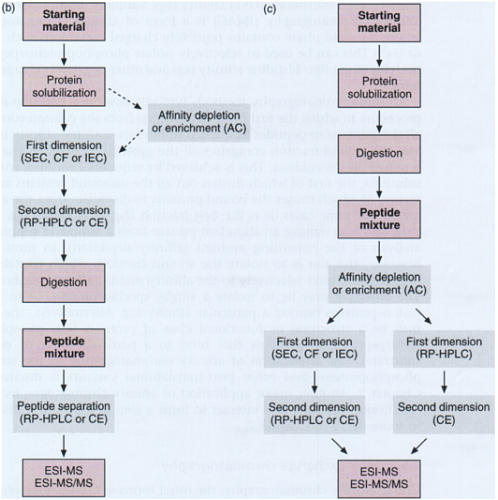 (b)
Starting
material
Protein
solubilization
Affinity depletion
or enrichment (AC)
First dimension
(SEC, CF or IEC)
Second dimension
(RP-HPLC or CE)
Digestion
Peptide
mixture
Peptide separation
(RP-HPLC or CE)
ESI-MS
ESI-MS/MS
(c)
Starting
material
Protein
solubilization
Digestion
Peptide
mixture
Affinity depletion
or enrichment (AC)
First dimension
(SEC, CF or IEC)
First dimension
(RP-HPLC)
Second dimension
(RP-HPLC or CE)
Second dimension
(CE)
ESI-MS
ESI-MS/MS